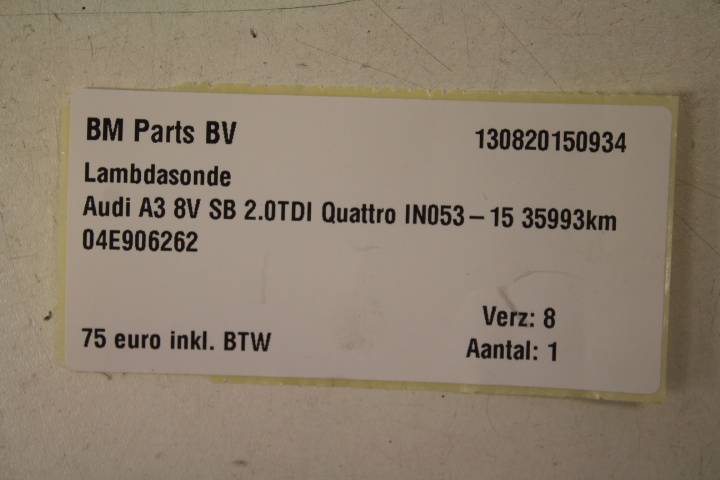 BM Parts BV 130820150934
Lambdasonde
Audi A3 8V SB 2.0TDI Quattro IN053-15 35993km
04E906262
Verz: 8
75 euro inkl. BTW Aantal: 1